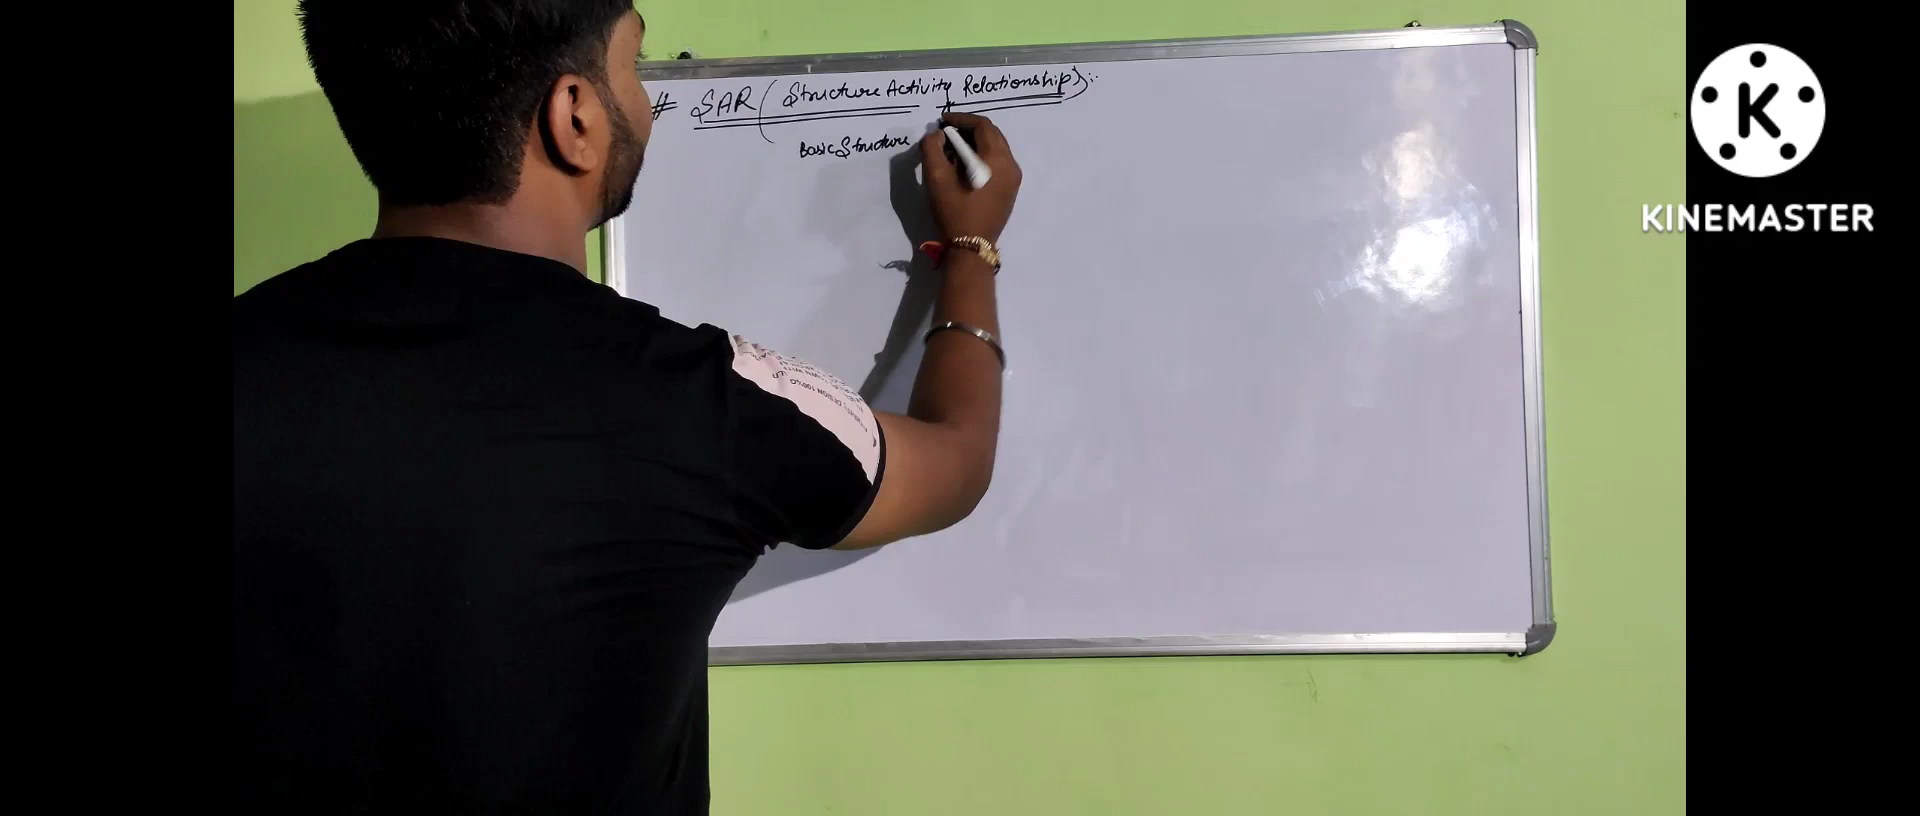 # SAR ( Structure Activity Relationship) :-
Basic Structure
K
KINEMASTER